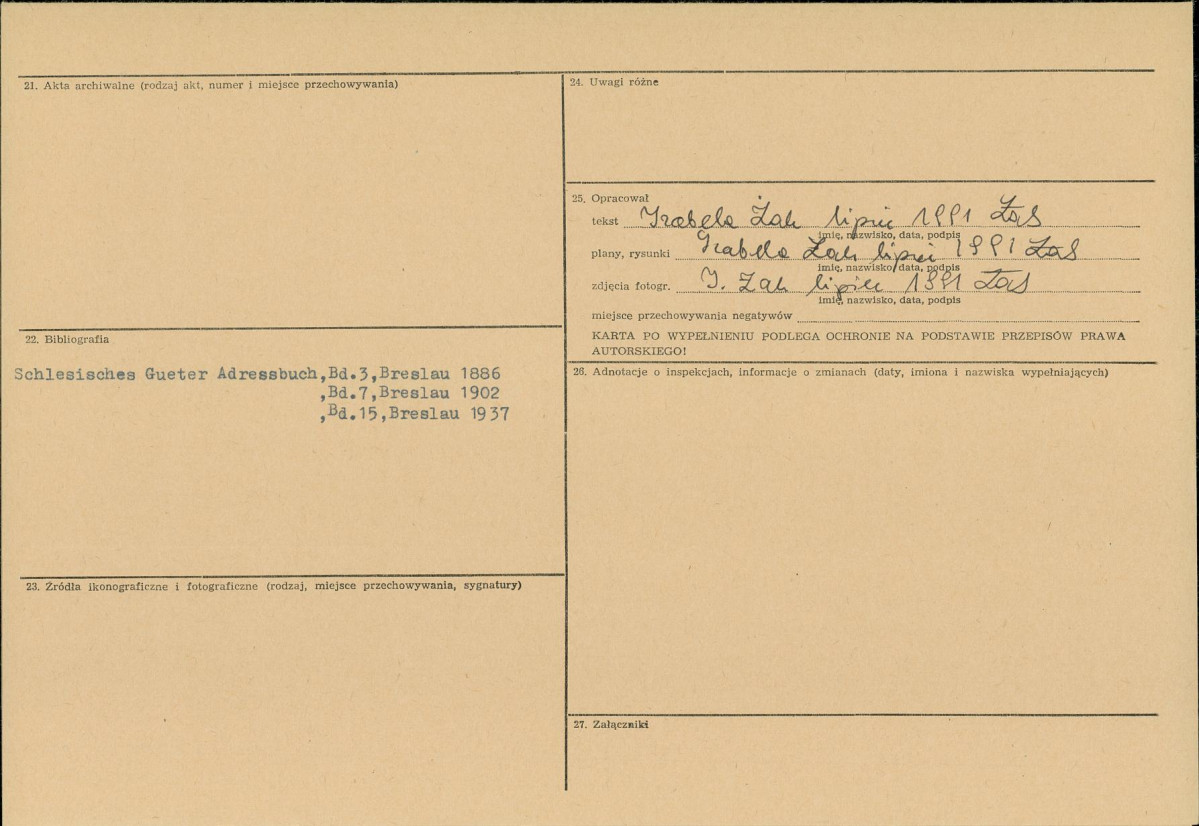 21. Akta archiwalne (rodzaj akt, numer i miejsce przechowywania)
22. Bibliografia
Schlesisches Gueter Adressbuch,Bd.3,Breslau 1886
,Bd.7,Breslau 1902
,Bd.15,Breslau 1937
23. Źródła ikonograficzne i fotograficzne (rodzaj, miejsce przechowywania, sygnatury)
24. Uwagi różne
25. Opracował
tekst Izabela Żak lipiec 1991
imię, nazwisko, data, podpis
plany, rysunki Izabela Żak lipiec 1991
imię, nazwisko, data, podpis
zdjęcia fotogr. I. Żak lipiec 1991
imię, nazwisko, data, podpis
miejsce przechowywania negatywów
KARTA PO WYPEŁNIENIU PODLEGA OCHRONIE NA PODSTAWIE PRZEPISÓW PRAWA
AUTORSKIEGO!
26. Adnotacje o inspekcjach, informacje o zmianach (daty, imiona i nazwiska wypełniających)
27. Załączniki